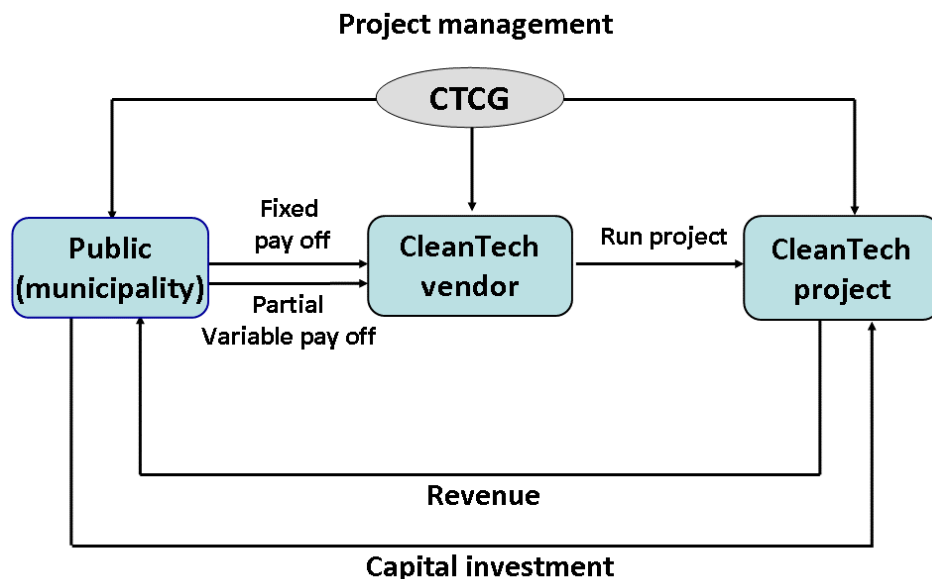 Project management
CTCG
Fixed
pay off
Public
(municipality)
CleanTech
vendor
Run project
CleanTech
project
Partial
Variable pay off
Revenue
Capital investment